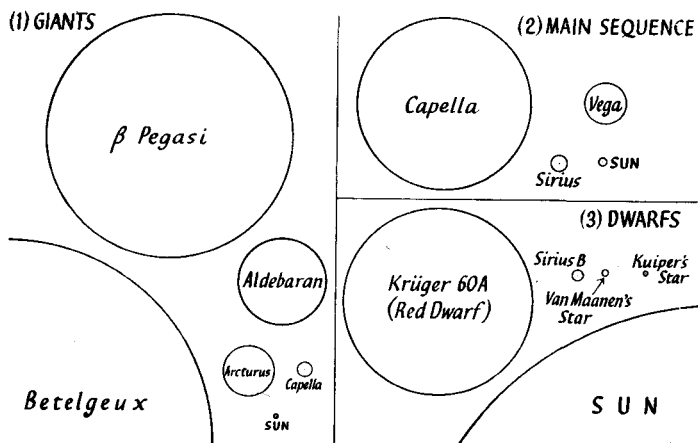 (1) GIANTS
β Pegasi
Aldebaran
Arcturus
Capella
SUN
Betelgeux
(2) MAIN SEQUENCE
Capella
Vega
Sirius
SUN
(3) DWARFS
Krüger 60A
(Red Dwarf)
Sirius B
Van Maanen's
Star
Kuiper's
Star
SUN